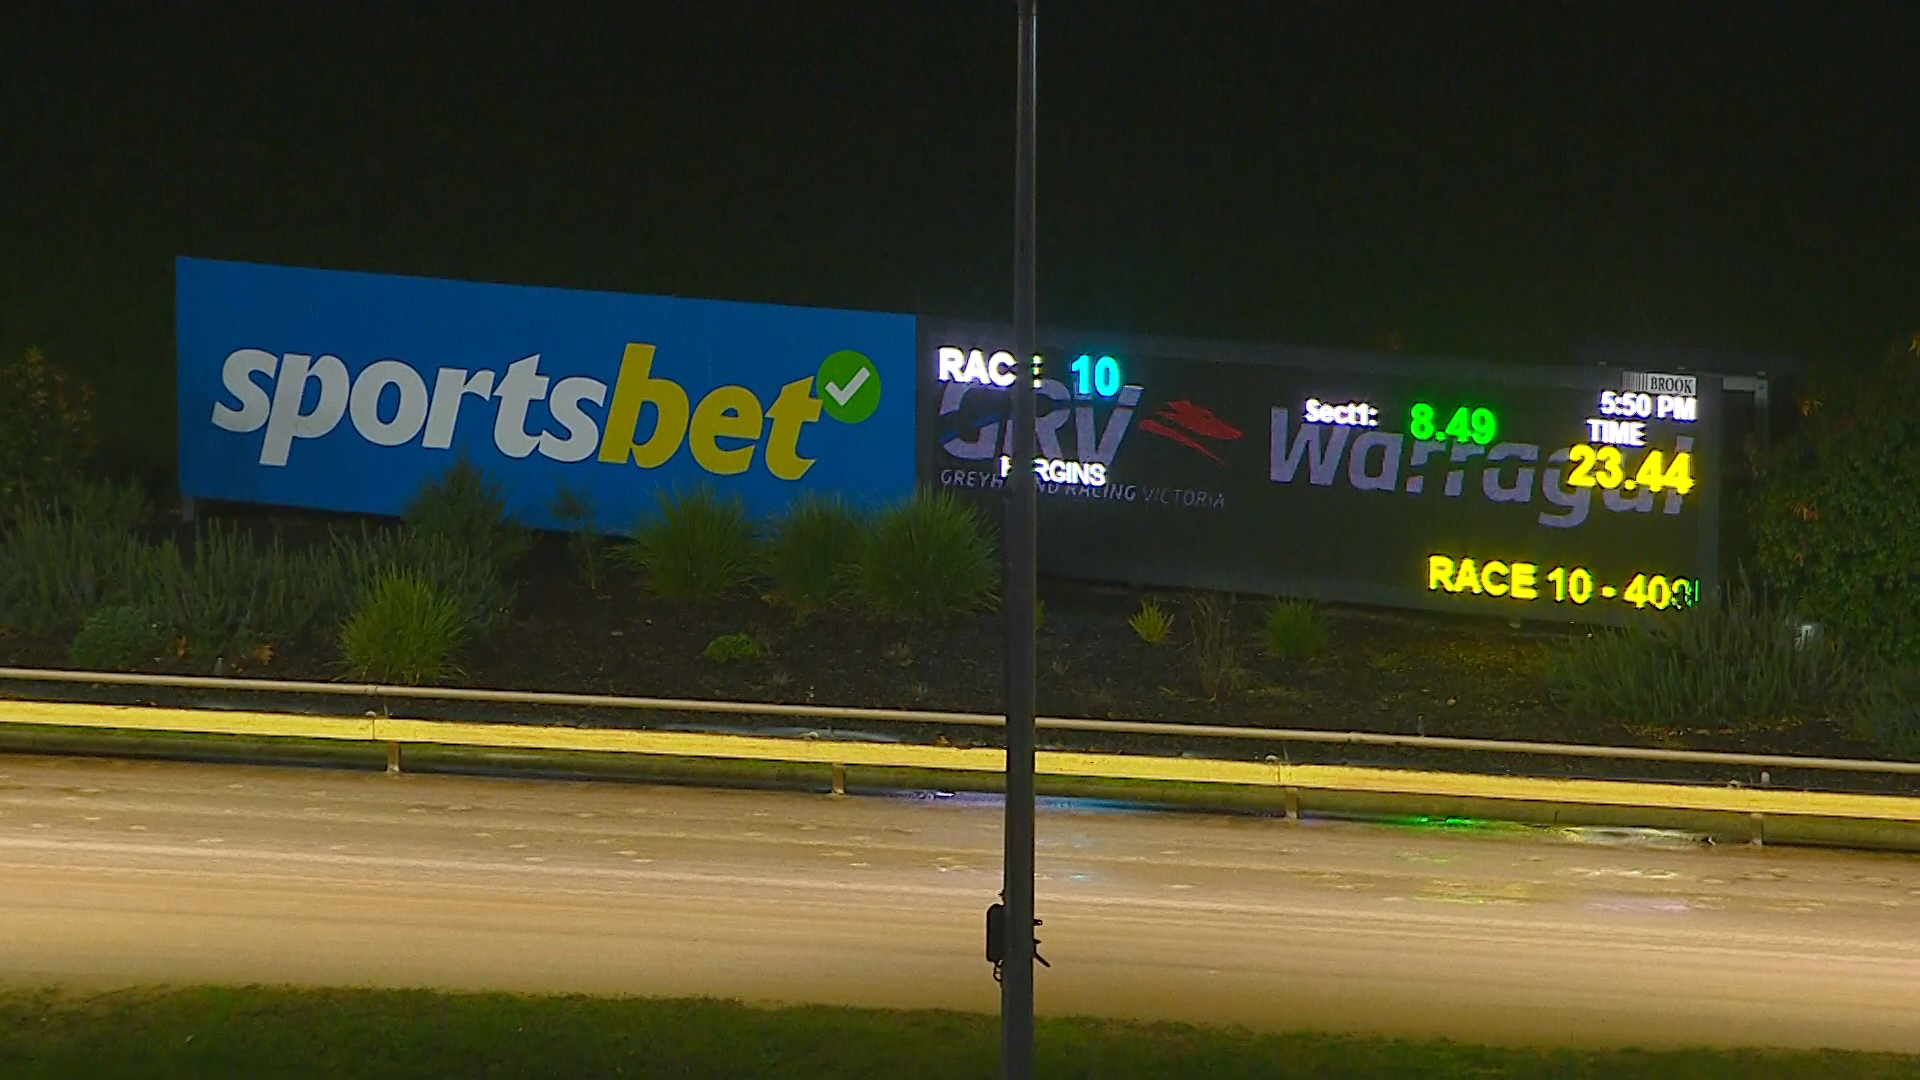 sportsbet
RACE 10
GRV
GREYHOUND RACING VICTORIA
MARGINS
Warragul
Sect1: 8.49
BROOK
5:50 PM
TIME
23.44
RACE 10 -